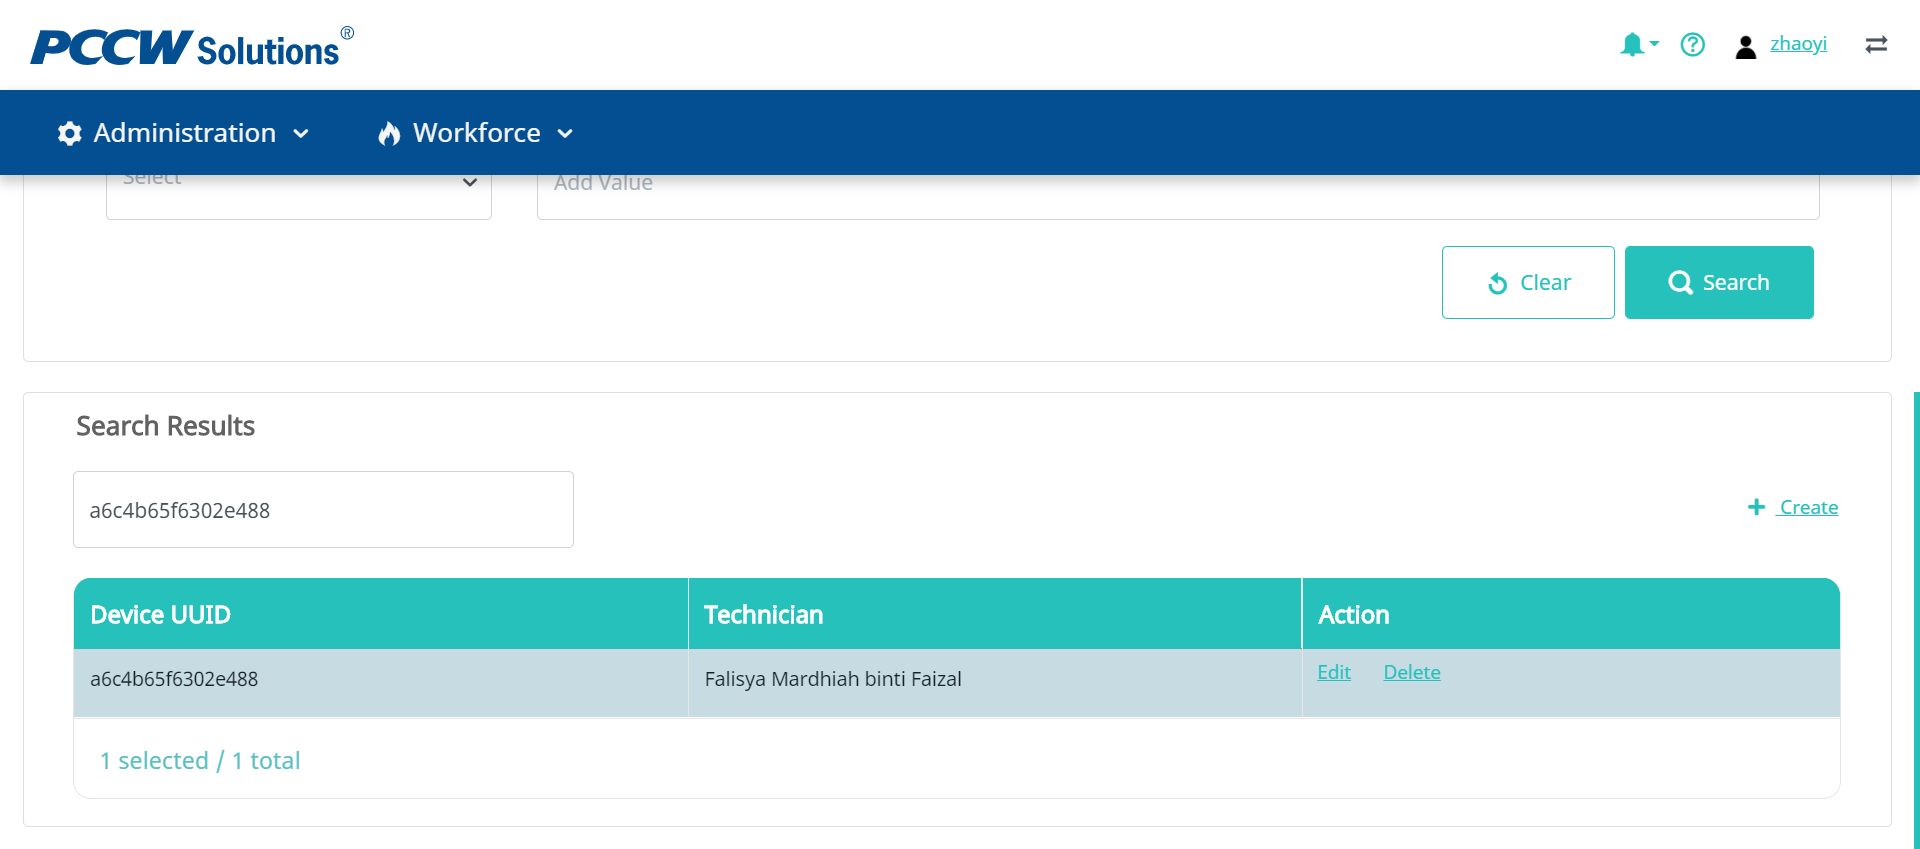 PCCW Solutions®
zhaoyi
Administration
Workforce
Select
Add Value
Clear
Search
Search Results
a6c4b65f6302e488
Create
Device UUID
Technician
Action
a6c4b65f6302e488
Falisya Mardhiah binti Faizal
Edit
Delete
1 selected / 1 total